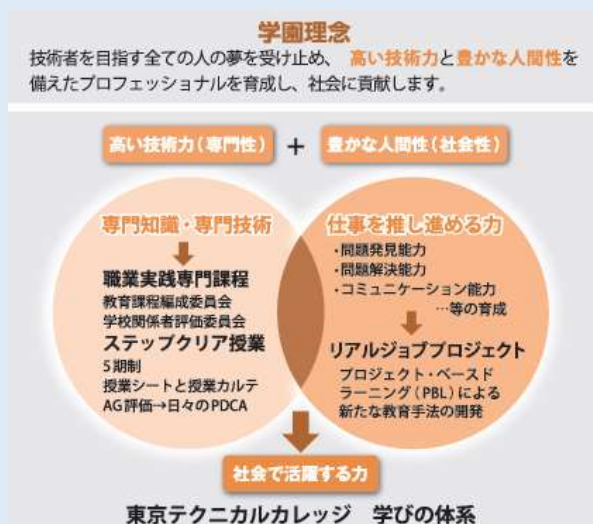 学園理念
技術者を目指す全ての人の夢を受け止め、 高い技術力と豊かな人間性を
備えたプロフェッショナルを育成し、社会に貢献します。
高い技術力（専門性） + 豊かな人間性（社会性）
専門知識・専門技術
職業実践専門課程
教育課程編成委員会
学校関係者評価委員会
ステップクリア授業
5期制
授業シートと授業カルテ
AG評価→日々のPDCA
仕事を推し進める力
・問題発見能力
・問題解決能力
・コミュニケーション能力
…等の育成
リアルジョブプロジェクト
プロジェクト・ベースド
ラーニング（PBL）による
新たな教育手法の開発
社会で活躍する力
東京テクニカルカレッジ 学びの体系